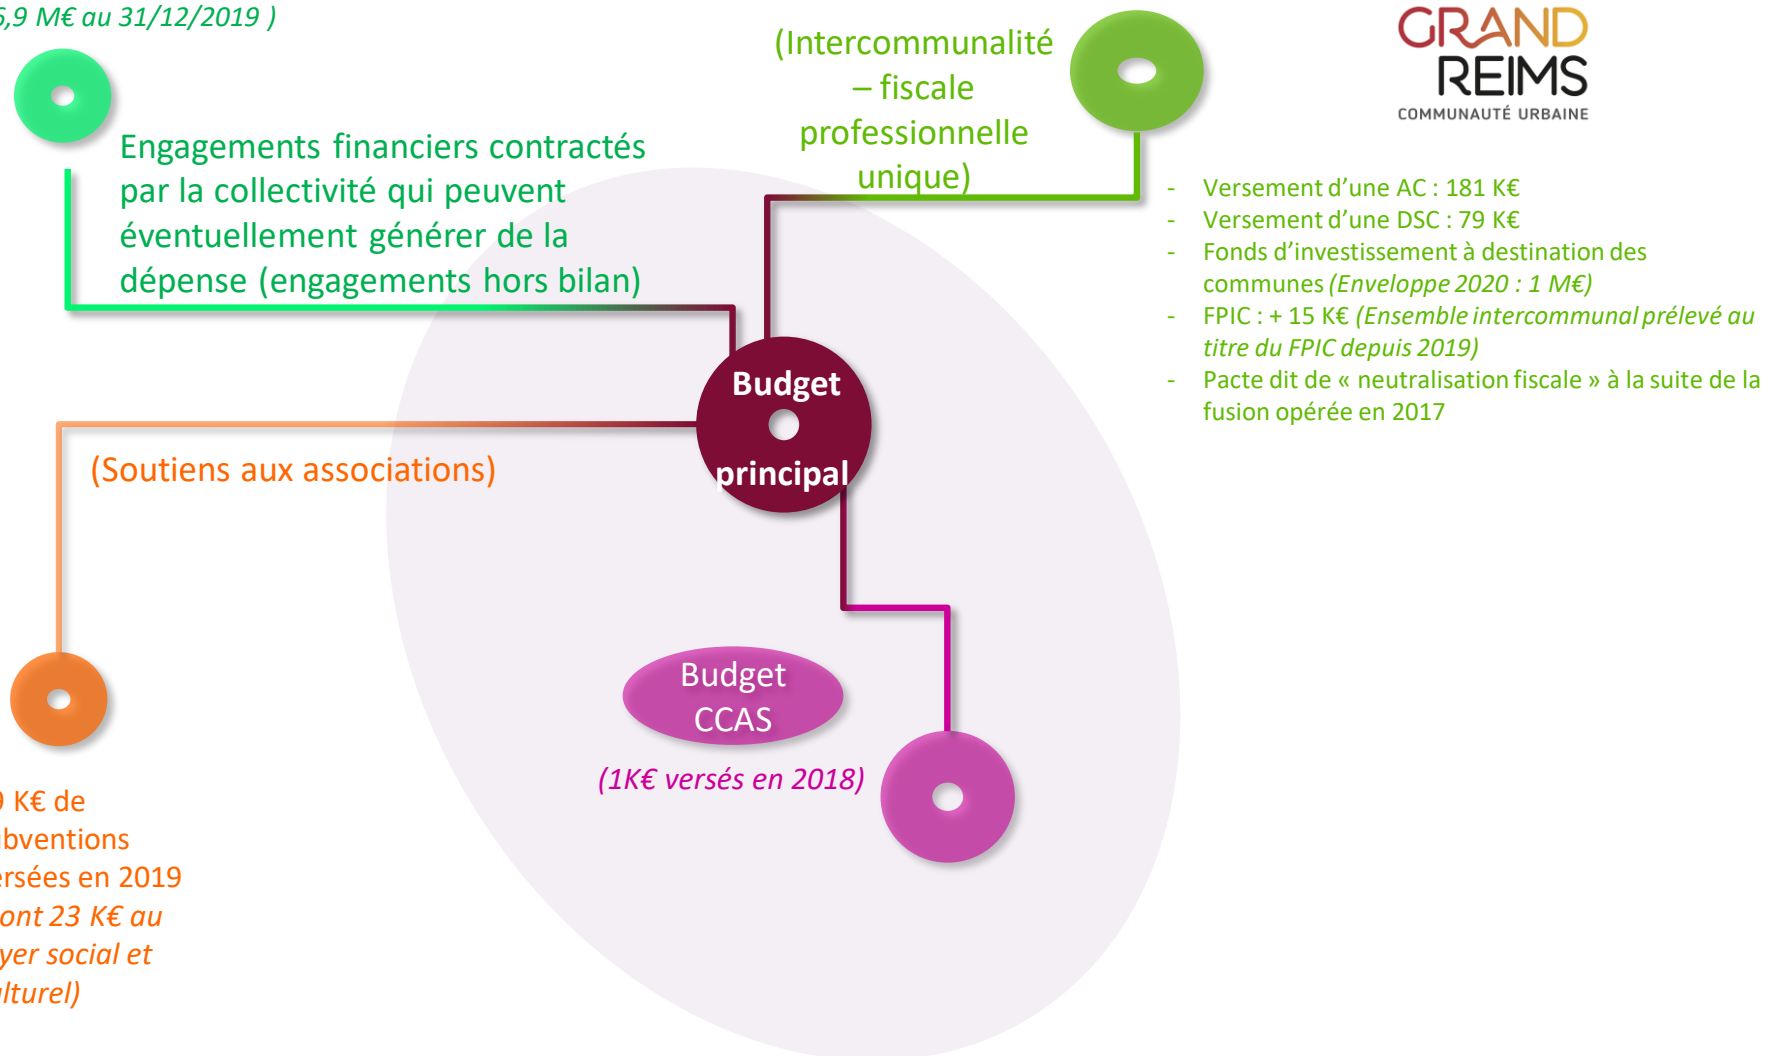 6,9 M€ au 31/12/2019 )
Engagements financiers contractés
par la collectivité qui peuvent
éventuellement générer de la
dépense (engagements hors bilan)
(Intercommunalité
– fiscale
professionnelle
unique)
GRAND
REIMS
COMMUNAUTÉ URBAINE
- Versement d’une AC : 181 K€
- Versement d’une DSC : 79 K€
- Fonds d’investissement à destination des
communes (Enveloppe 2020 : 1 M€)
- FPIC : + 15 K€ (Ensemble intercommunal prélevé au
titre du FPIC depuis 2019)
- Pacte dit de « neutralisation fiscale » à la suite de la
fusion opérée en 2017
Budget
principal
(Soutiens aux associations)
Budget
CCAS
(1K€ versés en 2018)
9 K€ de
bventions
ersées en 2019
ont 23 K€ au
yer social et
lturel)